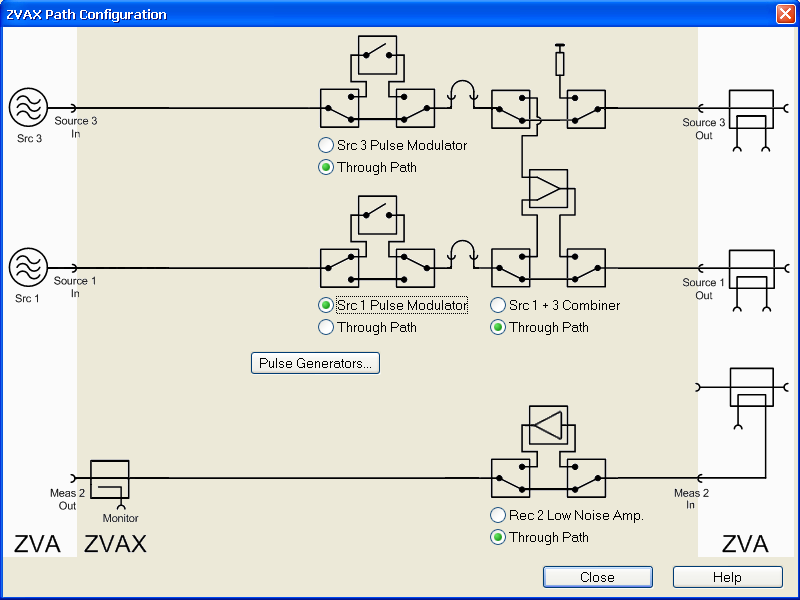 ZVAX Path Configuration
Src 3
Source 3
In
Source 3
Out
Src 3 Pulse Modulator
Through Path
Src 1
Source 1
In
Source 1
Out
Src 1 Pulse Modulator
Through Path
Src 1 + 3 Combiner
Through Path
Pulse Generators...
Meas 2
Out
Monitor
Meas 2
In
Rec 2 Low Noise Amp.
Through Path
ZVA
ZVAX
ZVA
Close
Help